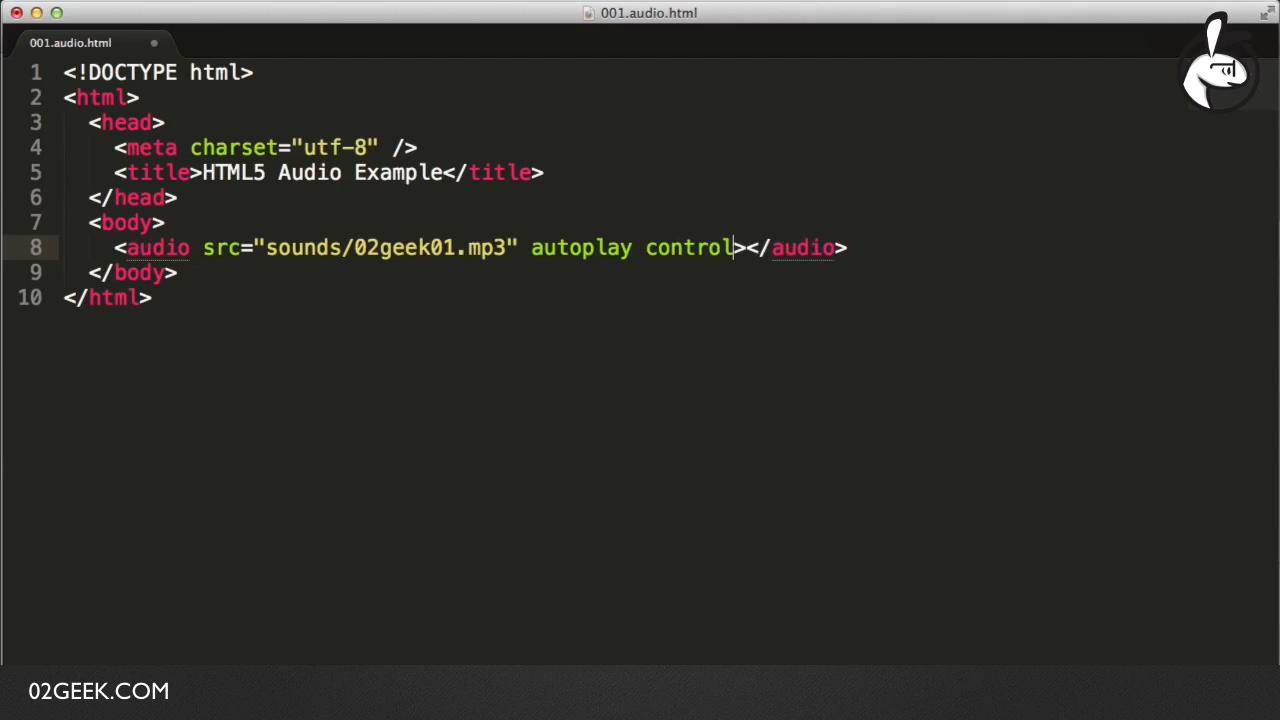 001.audio.html
001.audio.html
1 <!DOCTYPE html>
2 <html>
3 <head>
4 <meta charset="utf-8" />
5 <title>HTML5 Audio Example</title>
6 </head>
7 <body>
8 <audio src="sounds/02geek01.mp3" autoplay control></audio>
9 </body>
10 </html>
02GEEK.COM